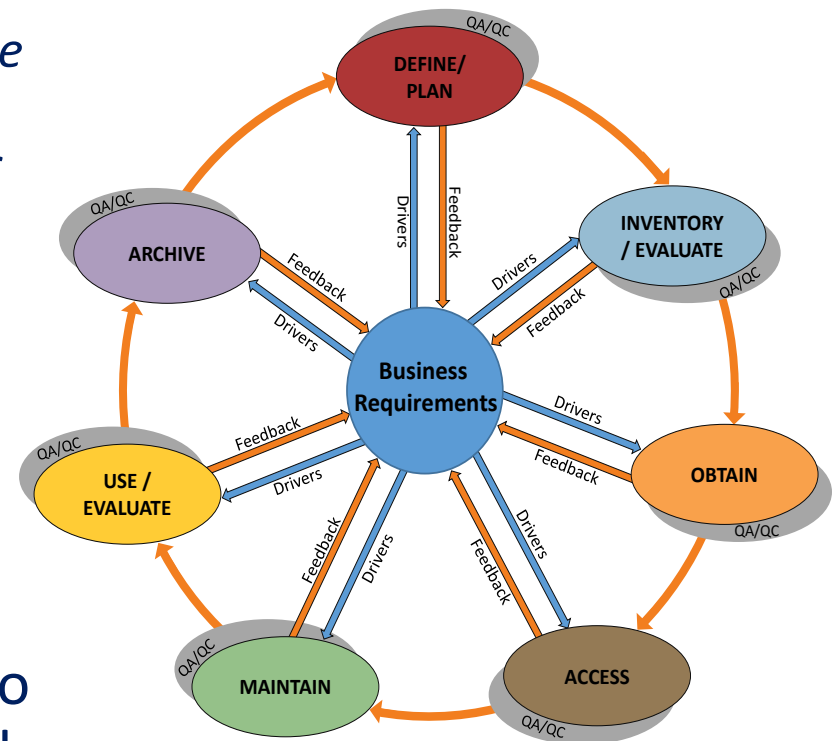 e
QA/QC
DEFINE/
PLAN
QA/QC
ARCHIVE
INVENTORY
/ EVALUATE
QA/QC
Drivers
Feedback
Feedback
Drivers
Drivers
Feedback
Business
Requirements
Drivers
Feedback
OBTAIN
QA/QC
Feedback
Drivers
QA/QC
USE /
EVALUATE
Feedback
Drivers
Feedback
Drivers
QA/QC
MAINTAIN
ACCESS
QA/QC
o